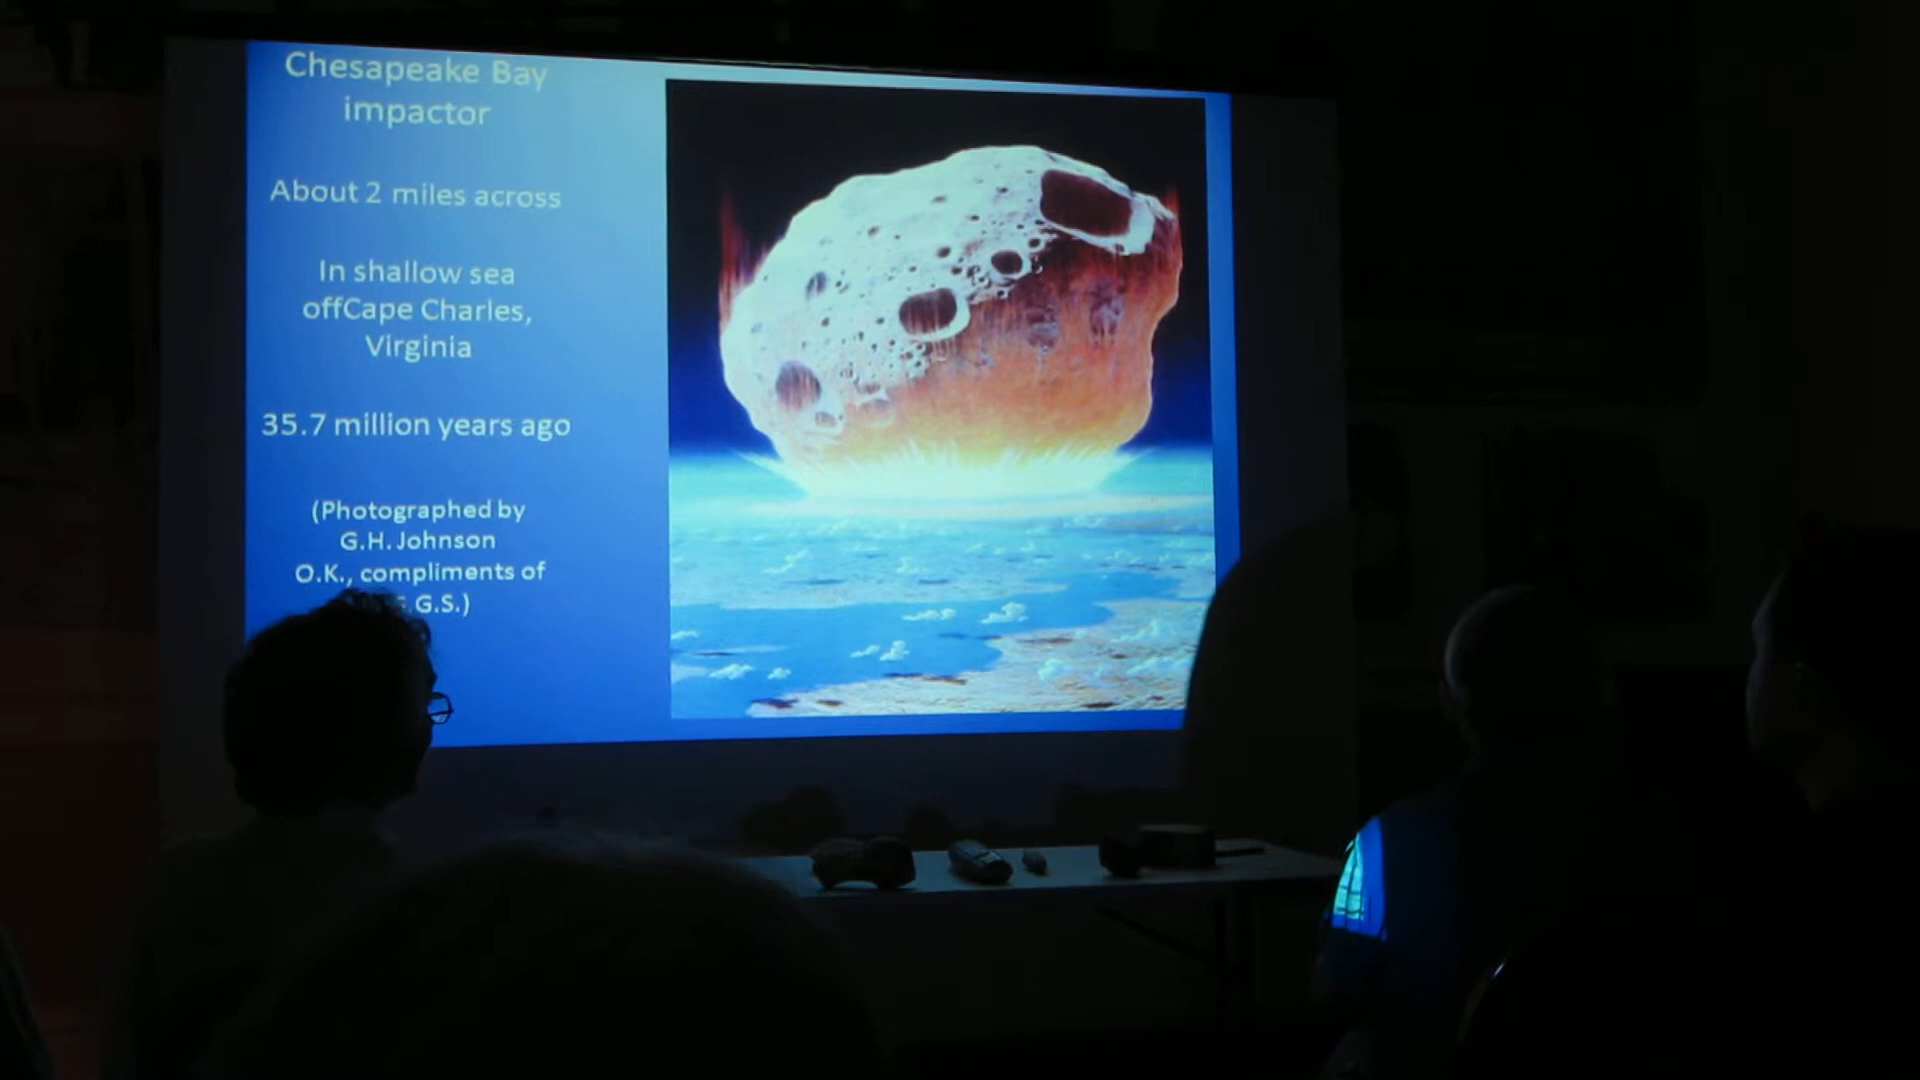 Chesapeake Bay
impactor
About 2 miles across
In shallow sea
offCape Charles,
Virginia
35.7 million years ago
(Photographed by
G.H. Johnson
O.K., compliments of
.G.S.)